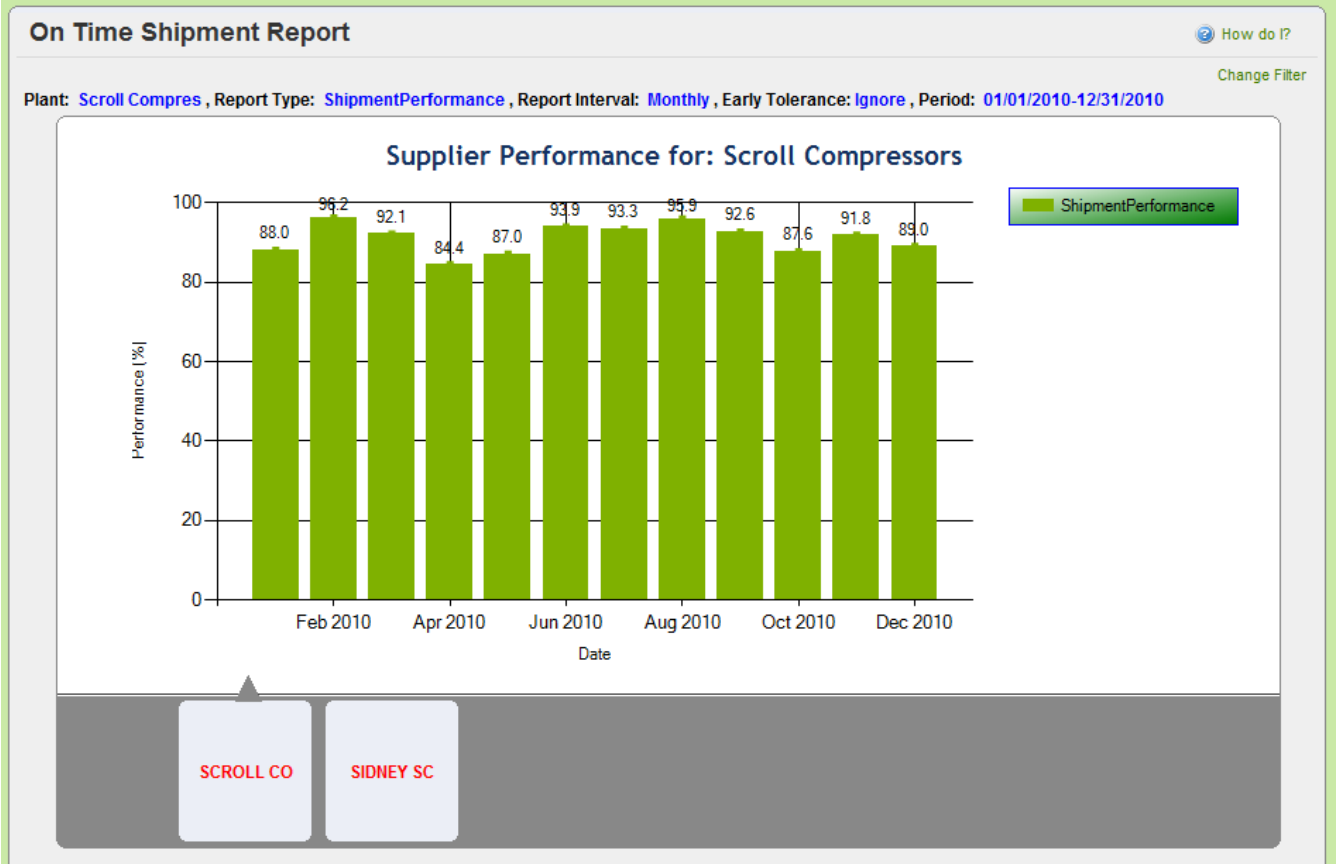 On Time Shipment Report
How do I?
Change Filter
Plant: Scroll Compres , Report Type: ShipmentPerformance , Report Interval: Monthly , Early Tolerance: Ignore , Period: 01/01/2010-12/31/2010
Supplier Performance for: Scroll Compressors
ShipmentPerformance
Performance [%]
100
80
60
40
20
0
88.0
96.2
92.1
84.4
87.0
93.9
93.3
95.9
92.6
87.6
91.8
89.0
Feb 2010
Apr 2010
Jun 2010
Aug 2010
Oct 2010
Dec 2010
Date
SCROLL CO
SIDNEY SC